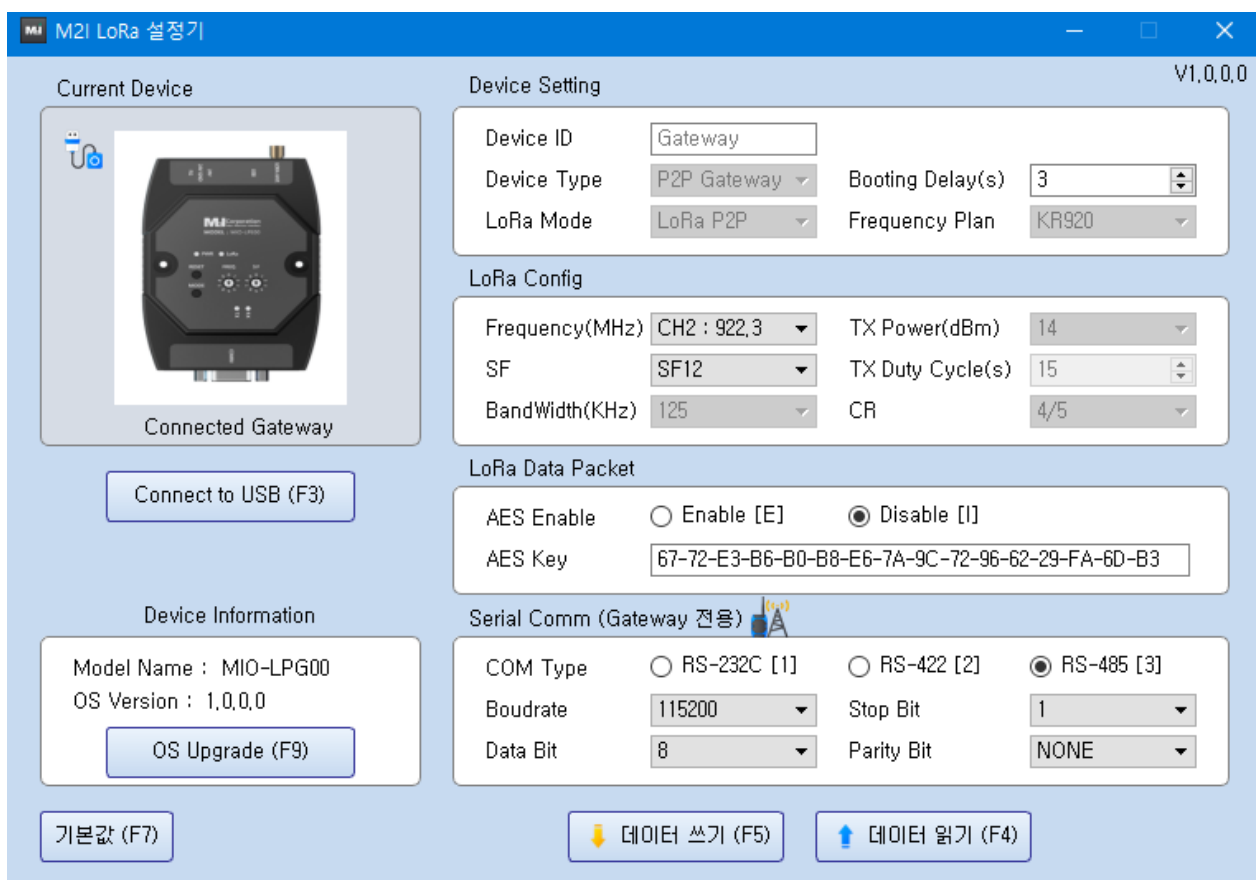 M2I LoRa 설정기
V1.0.0.0
Current Device
Connected Gateway
Connect to USB (F3)
Device Information
Model Name : MIO-LPG00
OS Version : 1.0.0.0
OS Upgrade (F9)
Device Setting
Device ID Gateway
Device Type P2P Gateway Booting Delay(s) 3
LoRa Mode LoRa P2P Frequency Plan KR920
LoRa Config
Frequency(MHz) CH2 : 922.3 TX Power(dBm) 14
SF SF12 TX Duty Cycle(s) 15
BandWidth(KHz) 125 CR 4/5
LoRa Data Packet
AES Enable Enable [E] Disable [I]
AES Key 67-72-E3-B6-B0-B8-E6-7A-9C-72-96-62-29-FA-6D-B3
Serial Comm (Gateway 전용)
COM Type RS-232C [1] RS-422 [2] RS-485 [3]
Boudrate 115200 Stop Bit 1
Data Bit 8 Parity Bit NONE
기본값 (F7) 데이터 쓰기 (F5) 데이터 읽기 (F4)